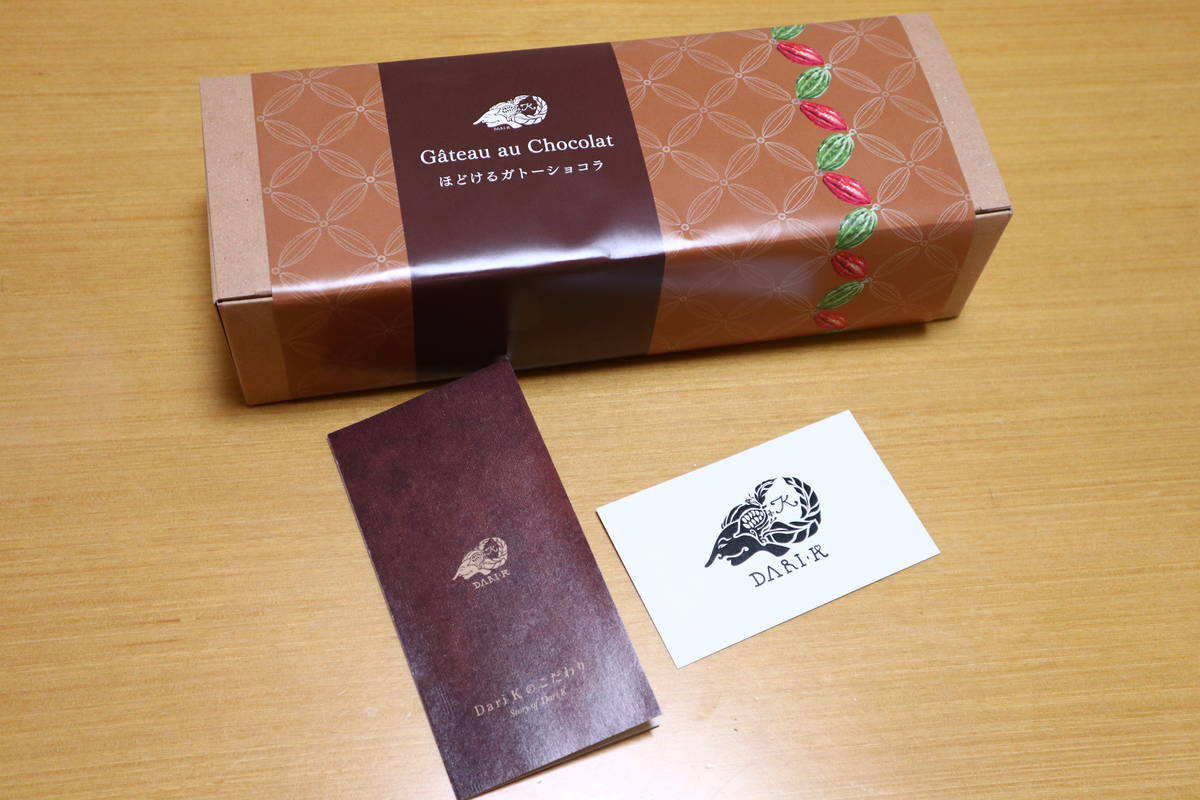 K
DARI K
Gâteau au Chocolat
ほどけるガトーショコラ
K
DARI・K
Dari K のこだわり
Story of Dari K
K
DARI・K